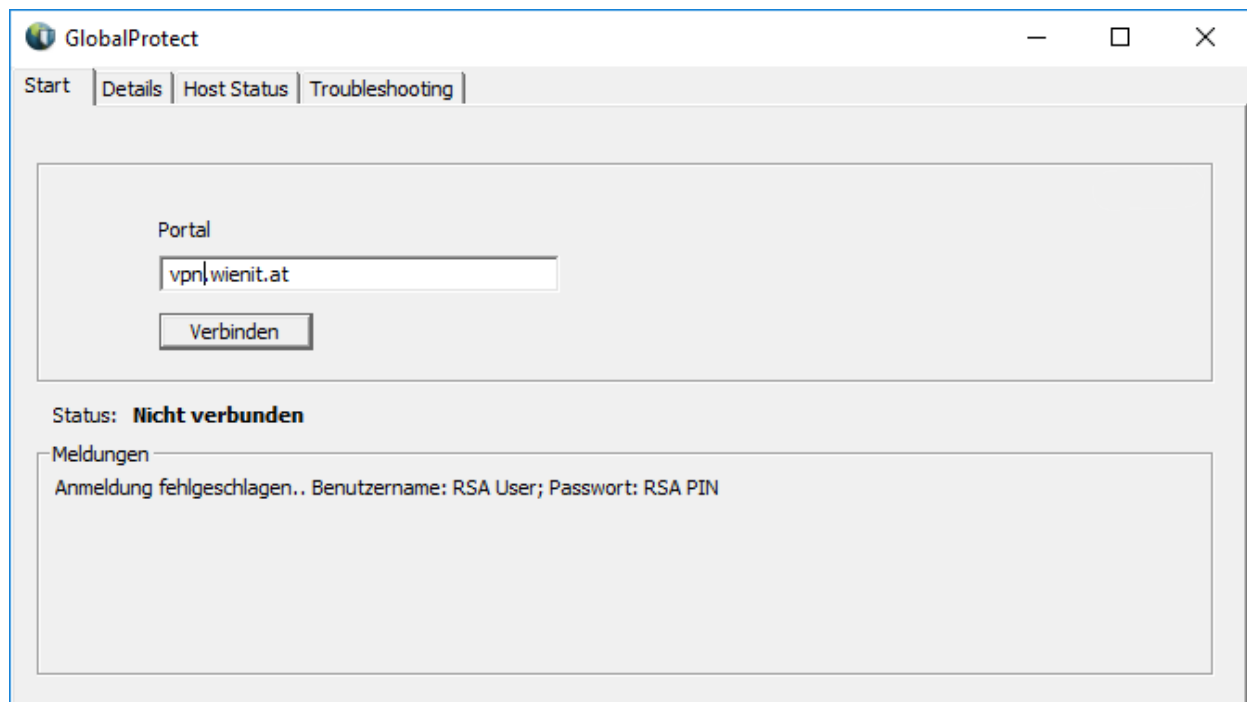 GlobalProtect
Start Details Host Status Troubleshooting
Portal
vpn.wienit.at
Verbinden
Status: Nicht verbunden
Meldungen
Anmeldung fehlgeschlagen.. Benutzername: RSA User; Passwort: RSA PIN